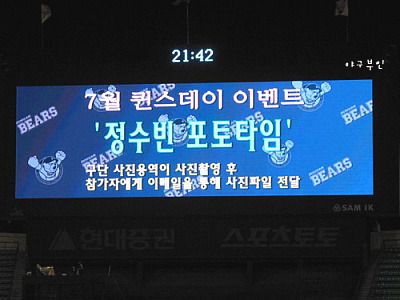 21:42
야구부인
7월 퀸스데이 이벤트
'정수빈 포토타임'
구단 사진용역이 사진촬영 후
참가자에게 이메일을 통해 사진파일 전달
BEARS
BEARS
BEARS
BEARS
SAM IK
현대증권 스포츠토토